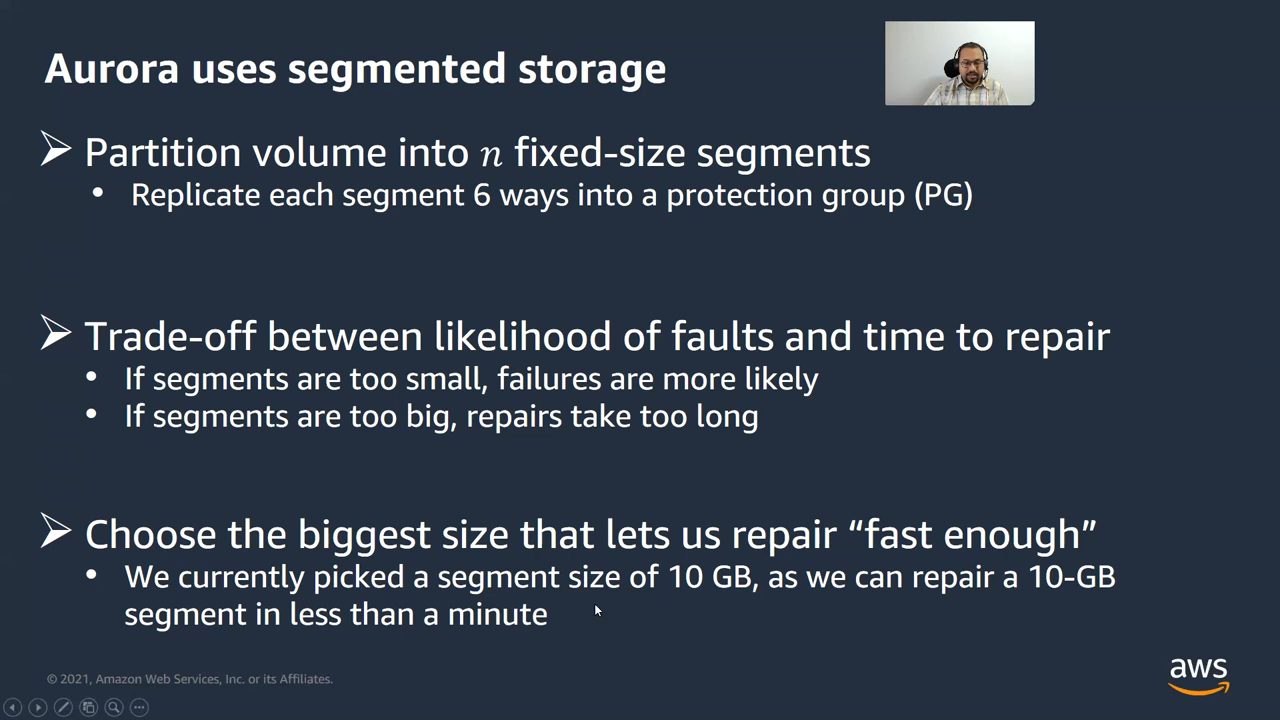 Aurora uses segmented storage
Partition volume into n fixed-size segments
Replicate each segment 6 ways into a protection group (PG)
Trade-off between likelihood of faults and time to repair
If segments are too small, failures are more likely
If segments are too big, repairs take too long
Choose the biggest size that lets us repair “fast enough”
We currently picked a segment size of 10 GB, as we can repair a 10-GB
segment in less than a minute
© 2021, Amazon Web Services, Inc. or its Affiliates.
aws